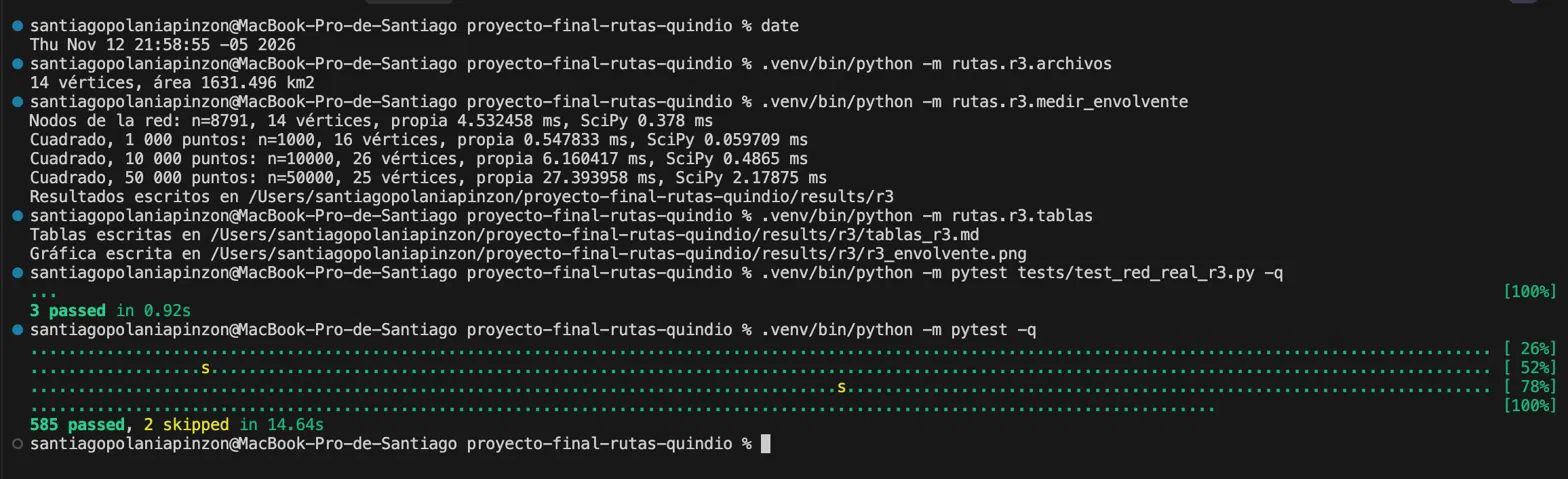 santiagopolaniapinzon@MacBook-Pro-de-Santiago proyecto-final-rutas-quindio % date
Thu Nov 12 21:58:55 -05 2026
santiagopolaniapinzon@MacBook-Pro-de-Santiago proyecto-final-rutas-quindio % .venv/bin/python -m rutas.r3.archivos
14 vértices, área 1631.496 km2
santiagopolaniapinzon@MacBook-Pro-de-Santiago proyecto-final-rutas-quindio % .venv/bin/python -m rutas.r3.medir_envolvente
Nodos de la red: n=8791, 14 vértices, propia 4.532458 ms, SciPy 0.378 ms
Cuadrado, 1 000 puntos: n=1000, 16 vértices, propia 0.547833 ms, SciPy 0.059709 ms
Cuadrado, 10 000 puntos: n=10000, 26 vértices, propia 6.160417 ms, SciPy 0.4865 ms
Cuadrado, 50 000 puntos: n=50000, 25 vértices, propia 27.393958 ms, SciPy 2.17875 ms
Resultados escritos en /Users/santiagopolaniapinzon/proyecto-final-rutas-quindio/results/r3
santiagopolaniapinzon@MacBook-Pro-de-Santiago proyecto-final-rutas-quindio % .venv/bin/python -m rutas.r3.tablas
Tablas escritas en /Users/santiagopolaniapinzon/proyecto-final-rutas-quindio/results/r3/tablas_r3.md
Gráfica escrita en /Users/santiagopolaniapinzon/proyecto-final-rutas-quindio/results/r3/r3_envolvente.png
santiagopolaniapinzon@MacBook-Pro-de-Santiago proyecto-final-rutas-quindio % .venv/bin/python -m pytest tests/test_red_real_r3.py -q
... [100%]
3 passed in 0.92s
santiagopolaniapinzon@MacBook-Pro-de-Santiago proyecto-final-rutas-quindio % .venv/bin/python -m pytest -q
........................................................................................................................................................ [ 26%]
..................s..................................................................................................................................... [ 52%]
.....................................................................................s.................................................................. [ 78%]
............................................................................................................................ [100%]
585 passed, 2 skipped in 14.64s
santiagopolaniapinzon@MacBook-Pro-de-Santiago proyecto-final-rutas-quindio %